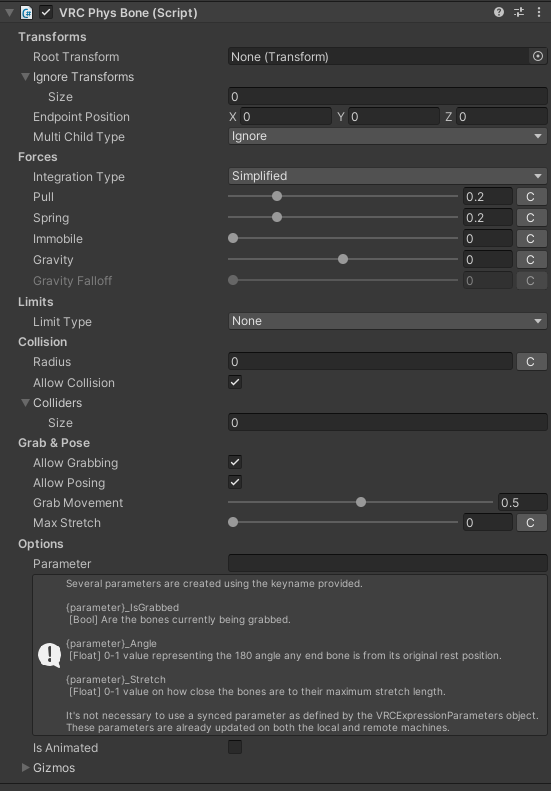 VRC Phys Bone (Script)
Transforms
Root Transform None (Transform)
Ignore Transforms
Size 0
Endpoint Position X 0 Y 0 Z 0
Multi Child Type Ignore
Forces
Integration Type Simplified
Pull 0.2 C
Spring 0.2 C
Immobile 0 C
Gravity 0 C
Gravity Falloff 0 C
Limits
Limit Type None
Collision
Radius 0 C
Allow Collision
Colliders
Size 0
Grab & Pose
Allow Grabbing
Allow Posing
Grab Movement 0.5
Max Stretch 0 C
Options
Parameter
Several parameters are created using the keyname provided.
{parameter}_IsGrabbed
[Bool] Are the bones currently being grabbed.
{parameter}_Angle
[Float] 0-1 value representing the 180 angle any end bone is from its original rest position.
{parameter}_Stretch
[Float] 0-1 value on how close the bones are to their maximum stretch length.
It's not necessary to use a synced parameter as defined by the VRCExpressionParameters object.
These parameters are already updated on both the local and remote machines.
Is Animated
Gizmos